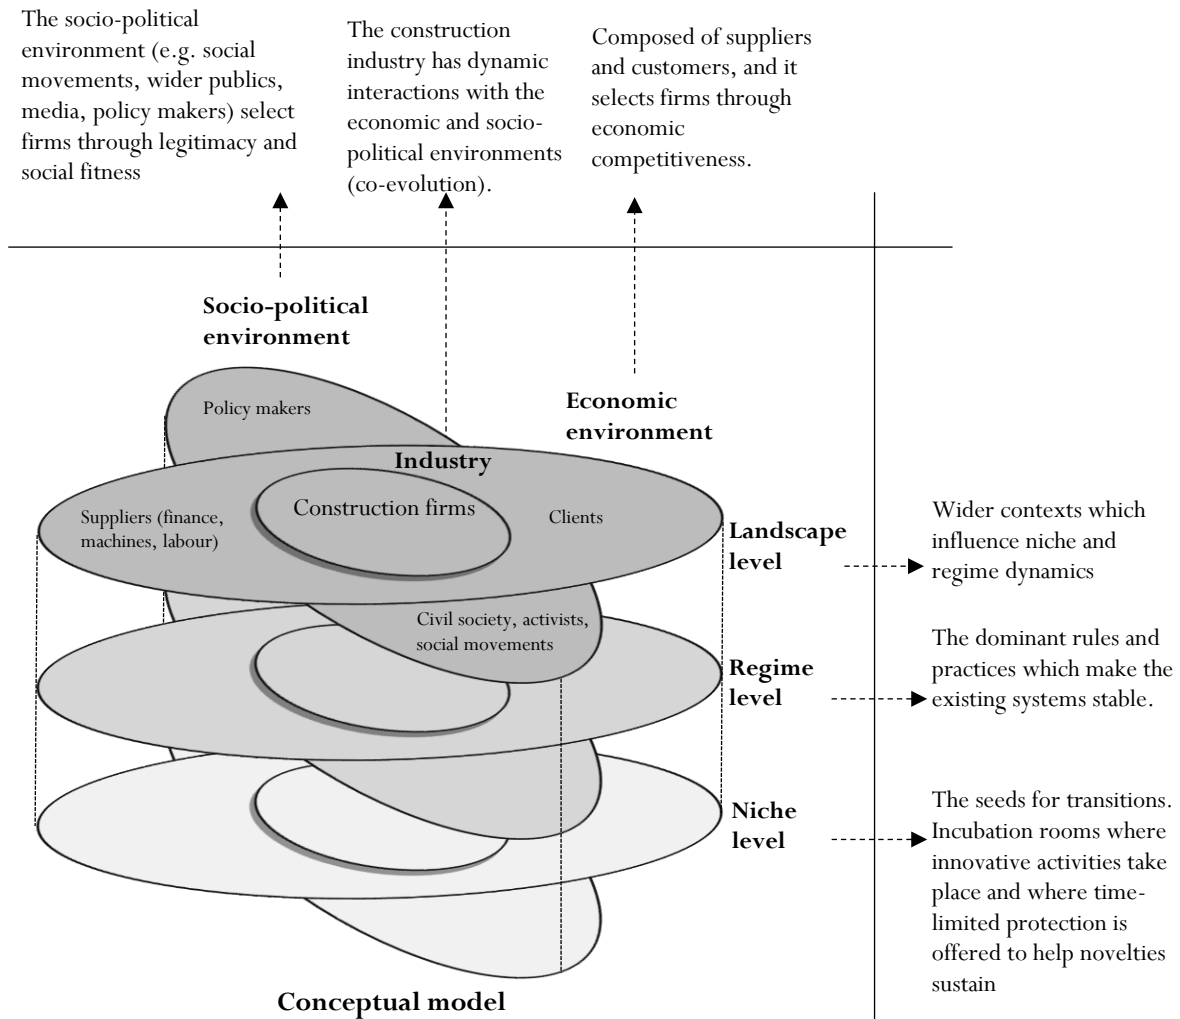 The socio-political
environment (e.g. social
movements, wider publics,
media, policy makers) select
firms through legitimacy and
social fitness
The construction
industry has dynamic
interactions with the
economic and socio-
political environments
(co-evolution).
Composed of suppliers
and customers, and it
selects firms through
economic
competitiveness.
Socio-political
environment
Economic
environment
Policy makers
Industry
Construction firms
Suppliers (finance,
machines, labour)
Clients
Landscape
level
Wider contexts which
influence niche and
regime dynamics
Civil society, activists,
social movements
Regime
level
The dominant rules and
practices which make the
existing systems stable.
Niche
level
The seeds for transitions.
Incubation rooms where
innovative activities take
place and where time-
limited protection is
offered to help novelties
sustain
Conceptual model